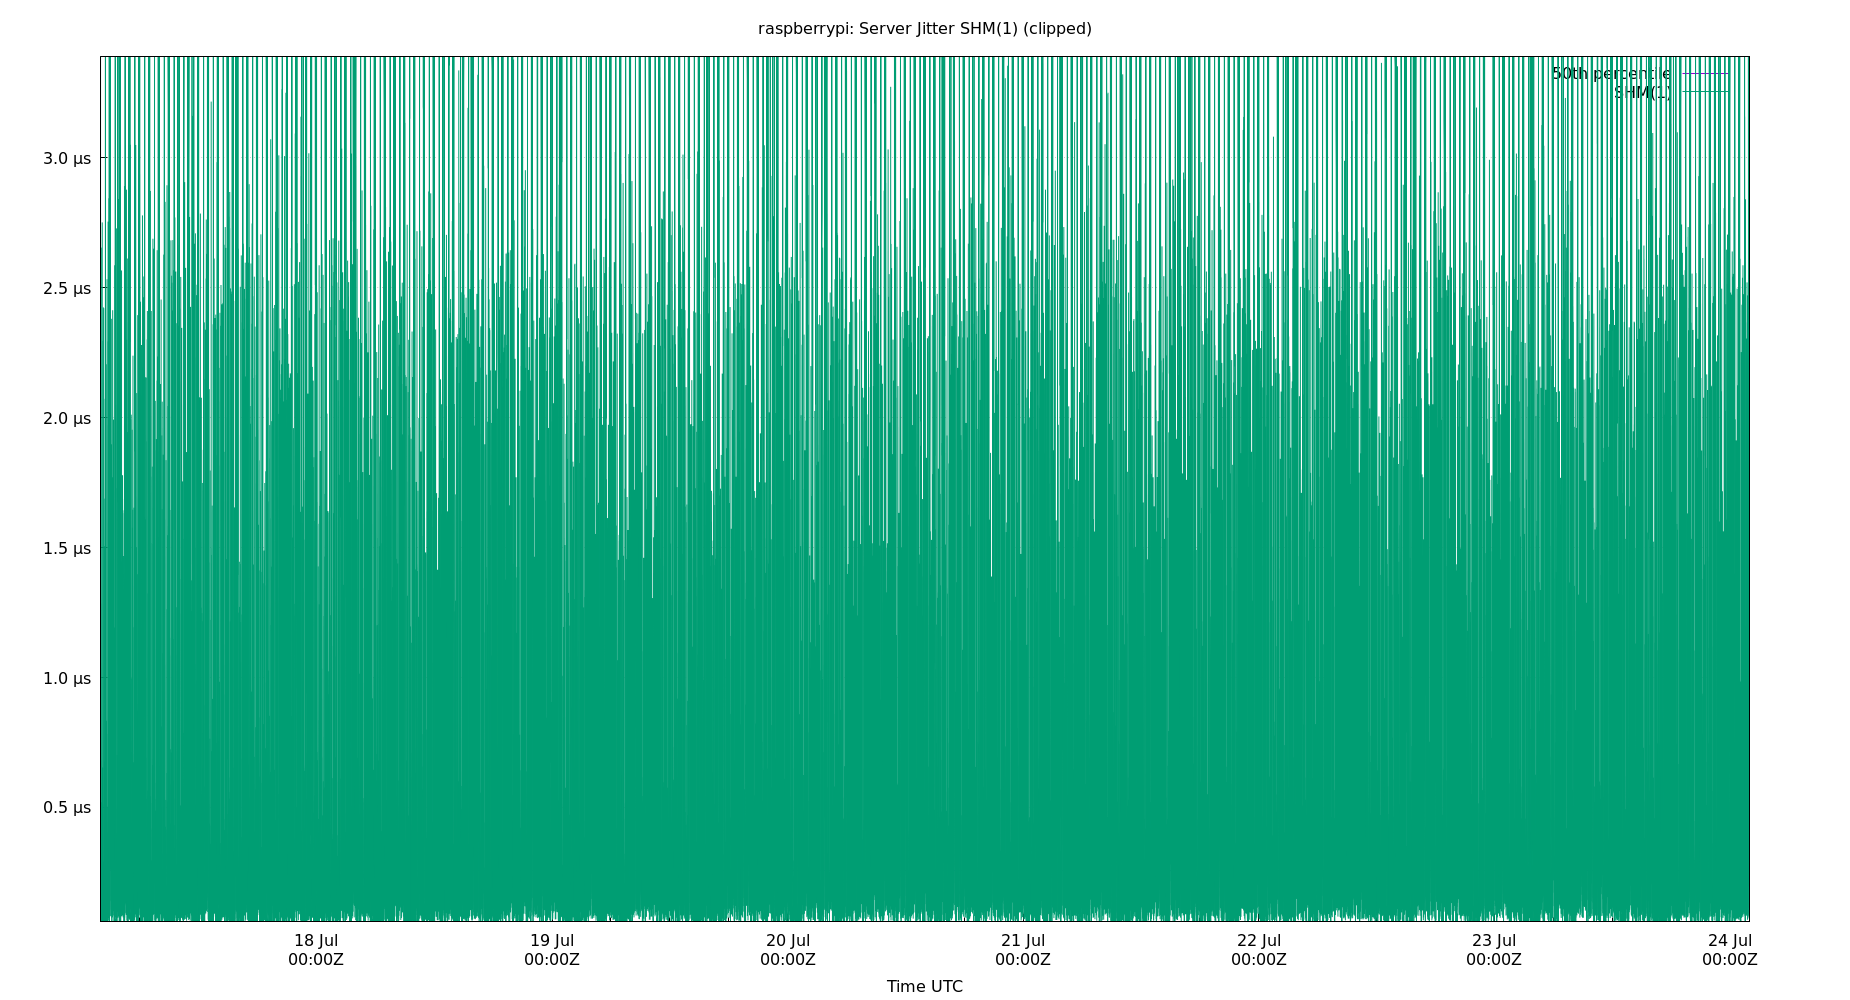 raspberrypi: Server Jitter SHM(1) (clipped)
50th percentile
SHM(1)
3.0 µs
2.5 µs
2.0 µs
1.5 µs
1.0 µs
0.5 µs
18 Jul 19 Jul 20 Jul 21 Jul 22 Jul 23 Jul 24 Jul
00:00Z 00:00Z 00:00Z 00:00Z 00:00Z 00:00Z 00:00Z
Time UTC